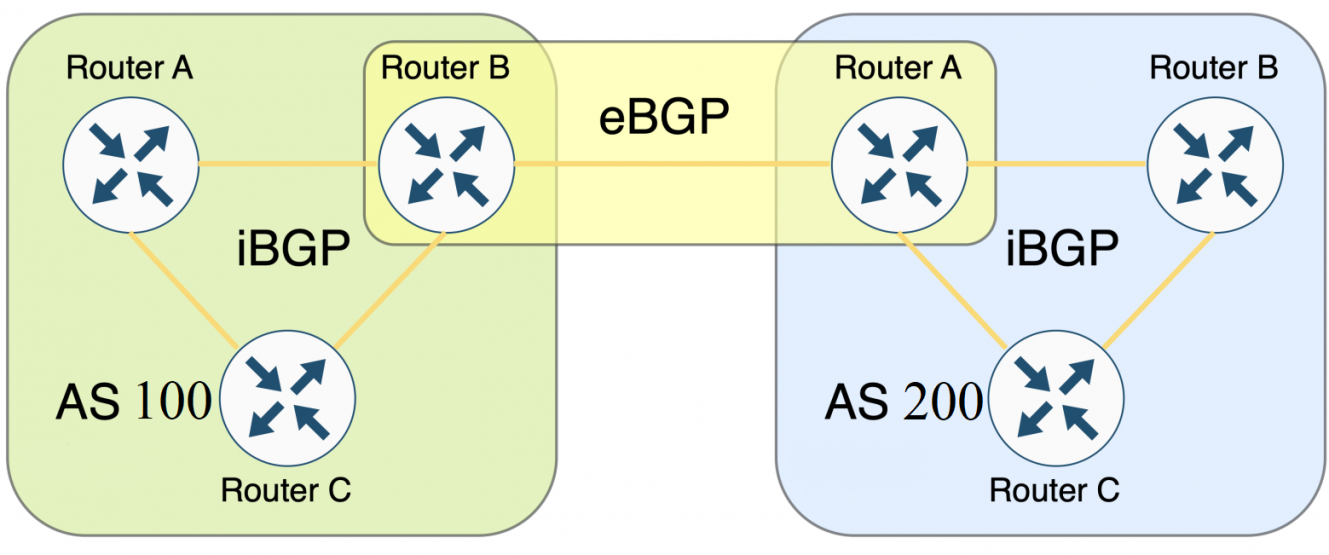 Router A
Router B
eBGP
Router A
Router B
iBGP
iBGP
AS 100
AS 200
Router C
Router C